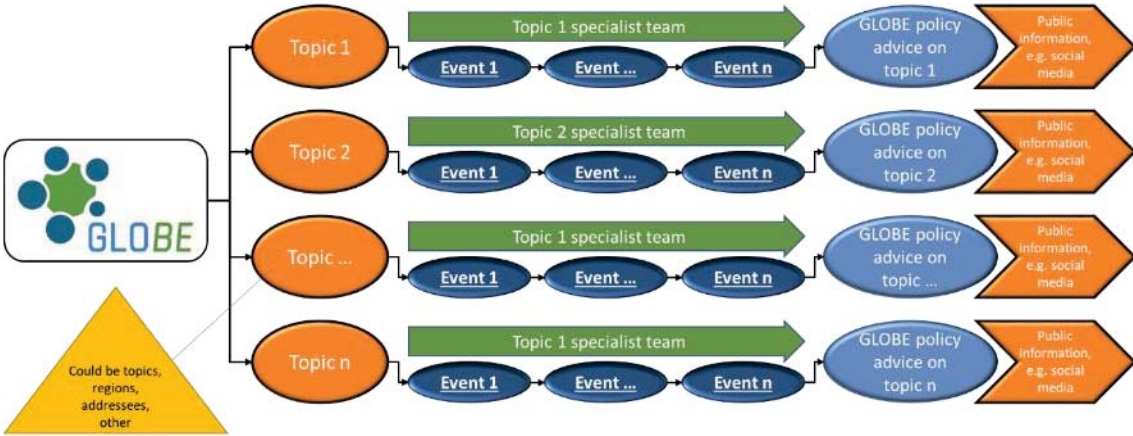 GLOBE
Topic 1
Topic 1 specialist team
Event 1
Event ...
Event n
GLOBE policy
advice on
topic 1
Public
information,
e.g. social
media
Topic 2
Topic 2 specialist team
Event 1
Event ...
Event n
GLOBE policy
advice on
topic 2
Public
information,
e.g. social
media
Topic ...
Topic 1 specialist team
Event 1
Event ...
Event n
GLOBE policy
advice on
topic ...
Public
information,
e.g. social
media
Topic n
Topic 1 specialist team
Event 1
Event ...
Event n
GLOBE policy
advice on
topic n
Public
information,
e.g. social
media
Could be topics,
regions,
addressees,
other